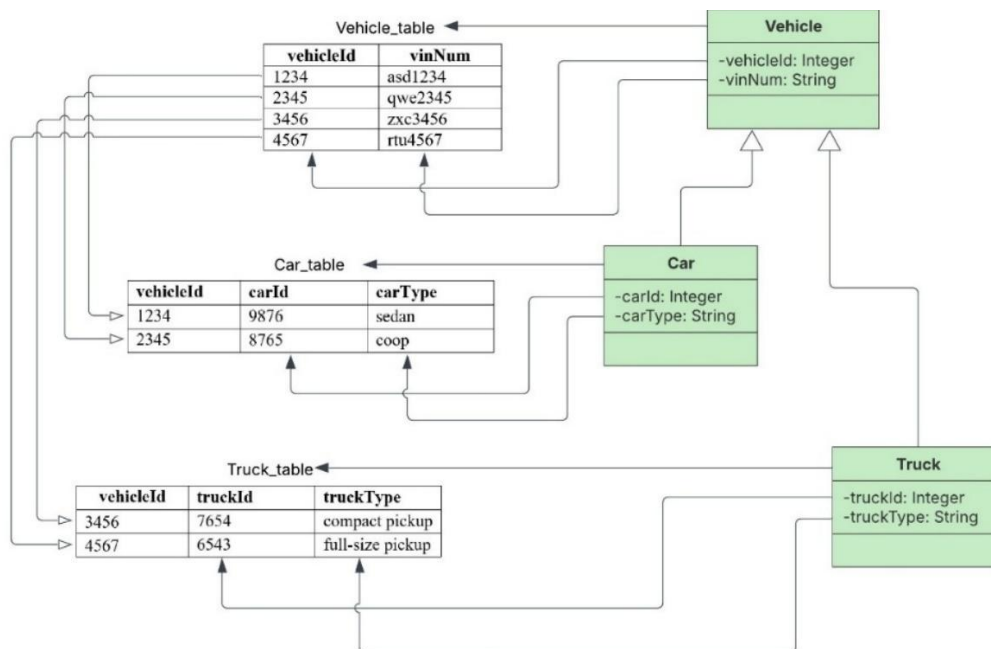 Vehicle_table
vehicleId vinNum
1234 asd1234
2345 qwe2345
3456 zxc3456
4567 rtu4567
Vehicle
-vehicleId: Integer
-vinNum: String
Car_table
vehicleId carId carType
1234 9876 sedan
2345 8765 coop
Car
-carId: Integer
-carType: String
Truck_table
vehicleId truckId truckType
3456 7654 compact pickup
4567 6543 full-size pickup
Truck
-truckId: Integer
-truckType: String